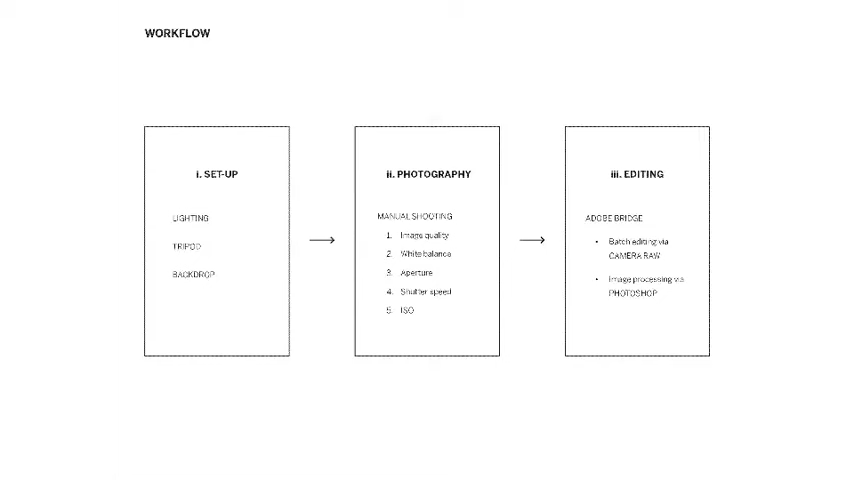 WORKFLOW
i. SET-UP
LIGHTING
TRIPOD
BACKDROP
ii. PHOTOGRAPHY
MANUAL SHOOTING
1. Image quality
2. White balance
3. Aperture
4. Shutter speed
5. ISO
iii. EDITING
ADOBE BRIDGE
• Batch editing via
CAMERA RAW
• Image processing via
PHOTOSHOP